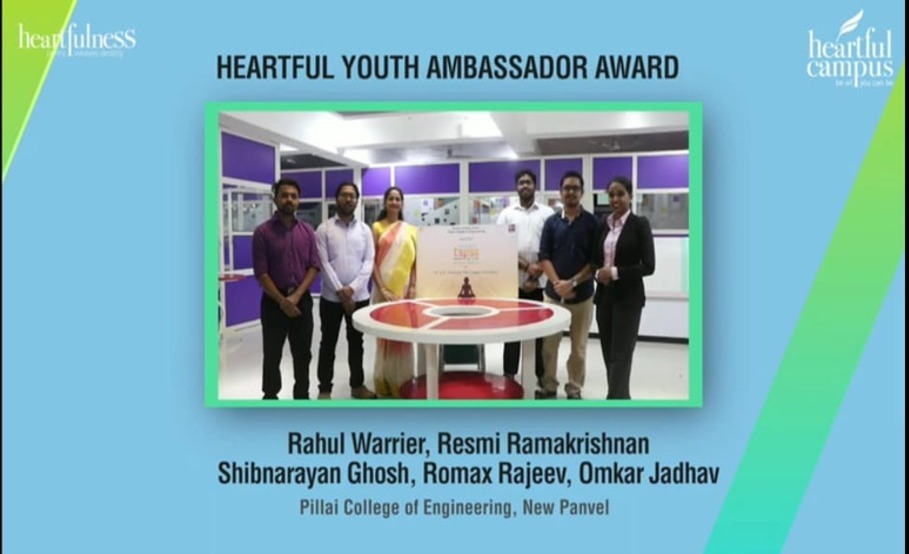 heartfulness
heartful
campus
be all you can be
HEARTFUL YOUTH AMBASSADOR AWARD
Rahul Warrier, Resmi Ramakrishnan
Shibnarayan Ghosh, Romax Rajeev, Omkar Jadhav
Pillai College of Engineering, New Panvel